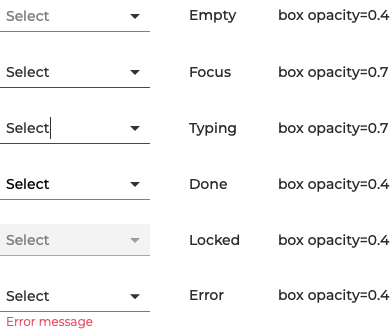 Select Empty box opacity=0.4
Select Focus box opacity=0.7
Select Typing box opacity=0.7
Select Done box opacity=0.4
Select Locked box opacity=0.4
Select Error box opacity=0.4
Error message